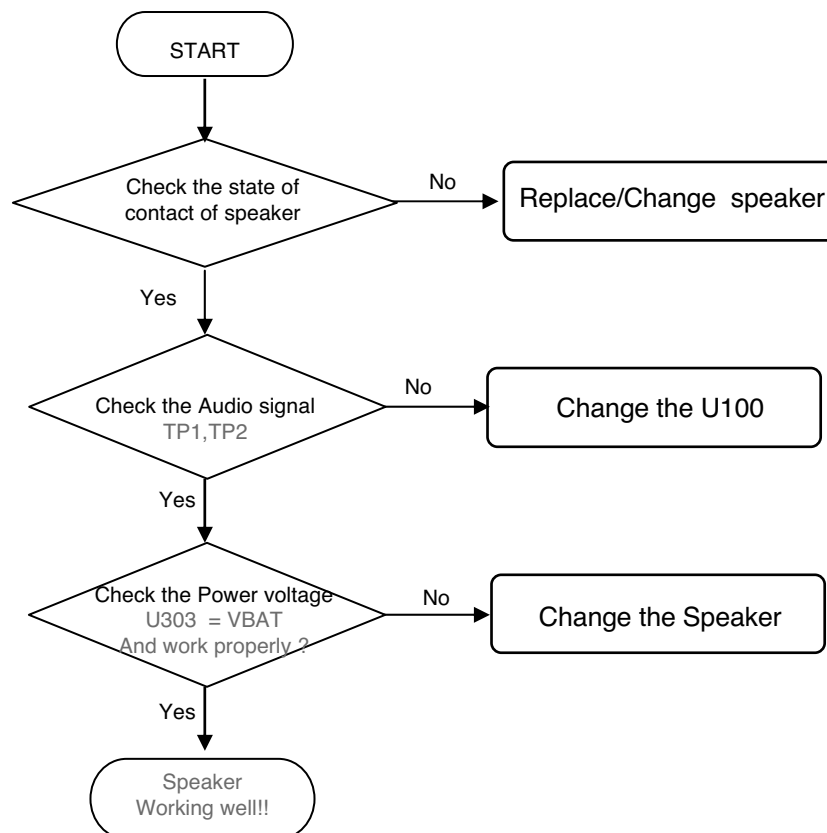 START
Check the state of
contact of speaker
No
Replace/Change speaker
Yes
Check the Audio signal
TP1,TP2
No
Change the U100
Yes
Check the Power voltage
U303 = VBAT
And work properly ?
No
Change the Speaker
Yes
Speaker
Working well!!